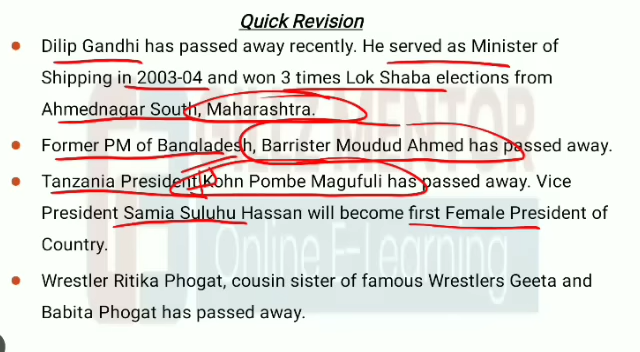 Quick Revision
Dilip Gandhi has passed away recently. He served as Minister of
Shipping in 2003-04 and won 3 times Lok Shaba elections from
Ahmednagar South, Maharashtra.
Former PM of Bangladesh, Barrister Moudud Ahmed has passed away.
Tanzania President Kohn Pombe Magufuli has passed away. Vice
President Samia Suluhu Hassan will become first Female President of
Country.
Wrestler Ritika Phogat, cousin sister of famous Wrestlers Geeta and
Babita Phogat has passed away.
MENTOR
Online E-Learning